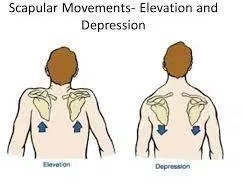 Scapular Movements- Elevation and
Depression
Elevation
Depression